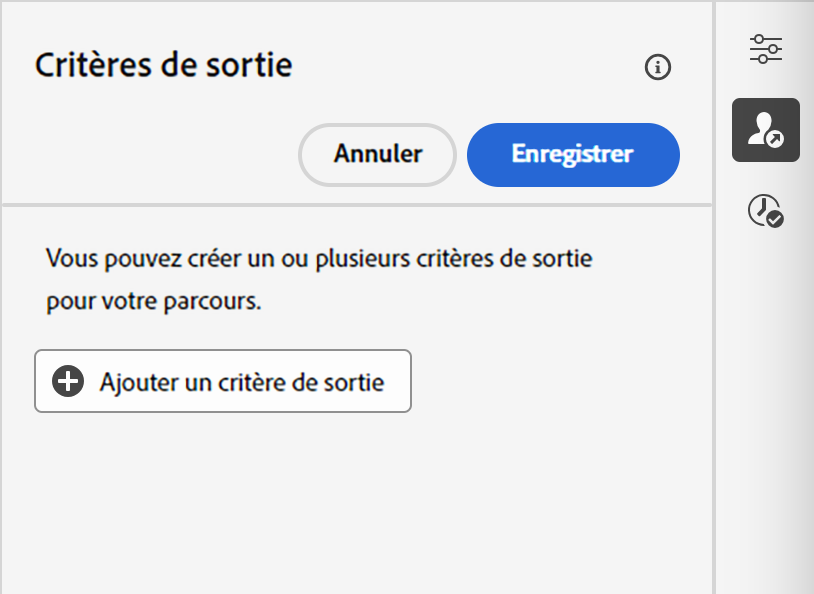 Critères de sortie
Annuler
Enregistrer
Vous pouvez créer un ou plusieurs critères de sortie
pour votre parcours.
Ajouter un critère de sortie